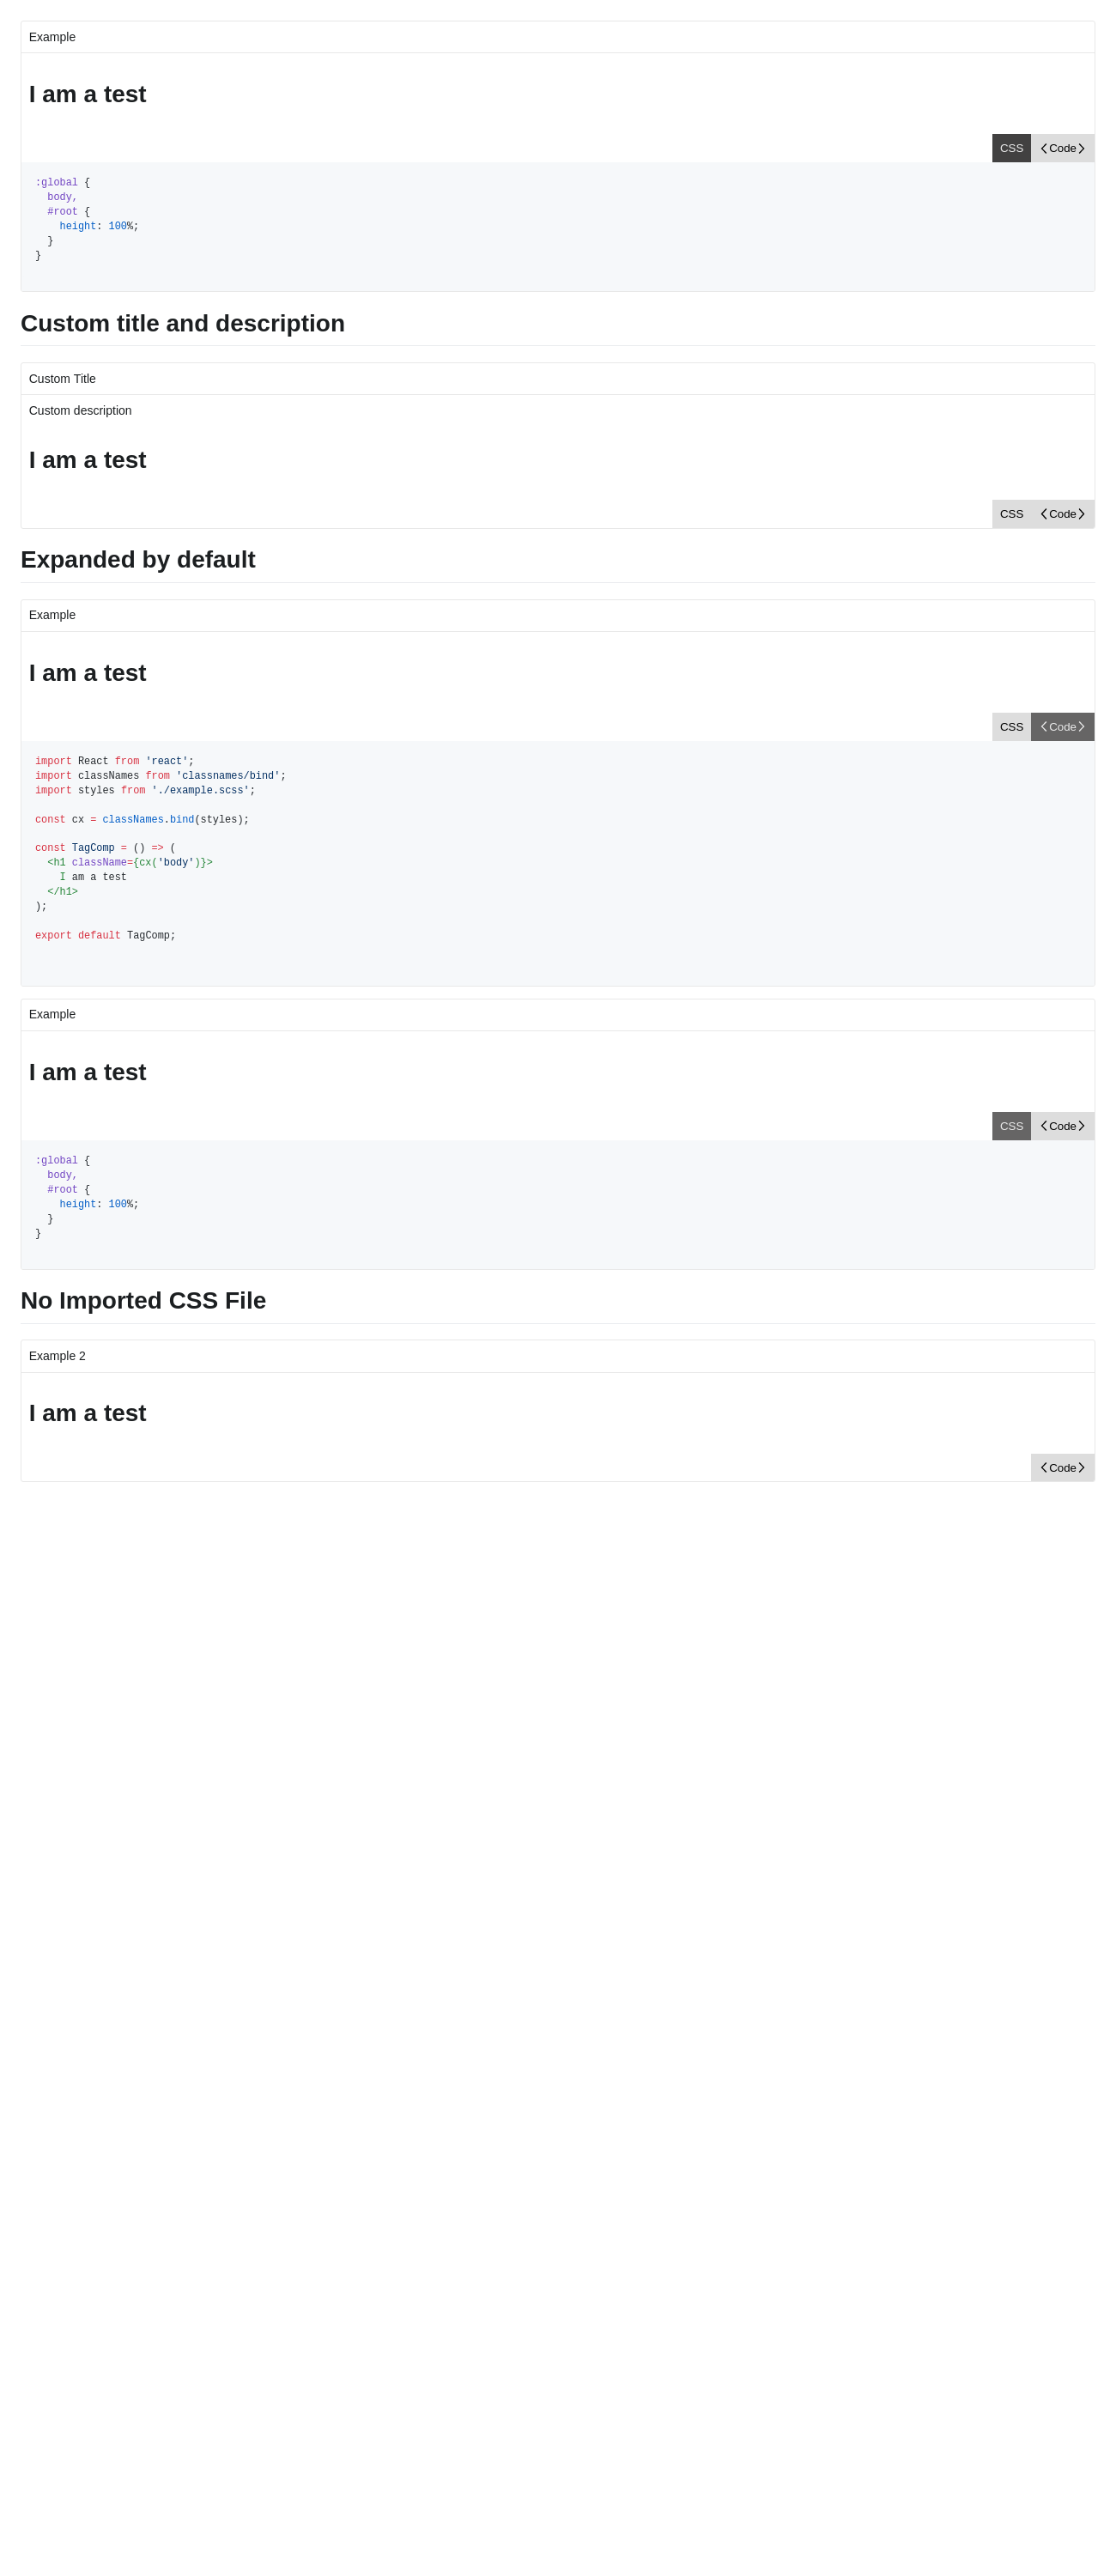 Example
I am a test
CSS <Code>
:global {
  body,
  #root {
    height: 100%;
  }
}
Custom title and description
Custom Title
Custom description
I am a test
CSS <Code>
Expanded by default
Example
I am a test
CSS <Code>
import React from 'react';
import classNames from 'classnames/bind';
import styles from './example.scss';
const cx = classNames.bind(styles);
const TagComp = () => (
  <h1 className={cx('body')}>
    I am a test
  </h1>
);
export default TagComp;
Example
I am a test
CSS <Code>
:global {
  body,
  #root {
    height: 100%;
  }
}
No Imported CSS File
Example 2
I am a test
<Code>